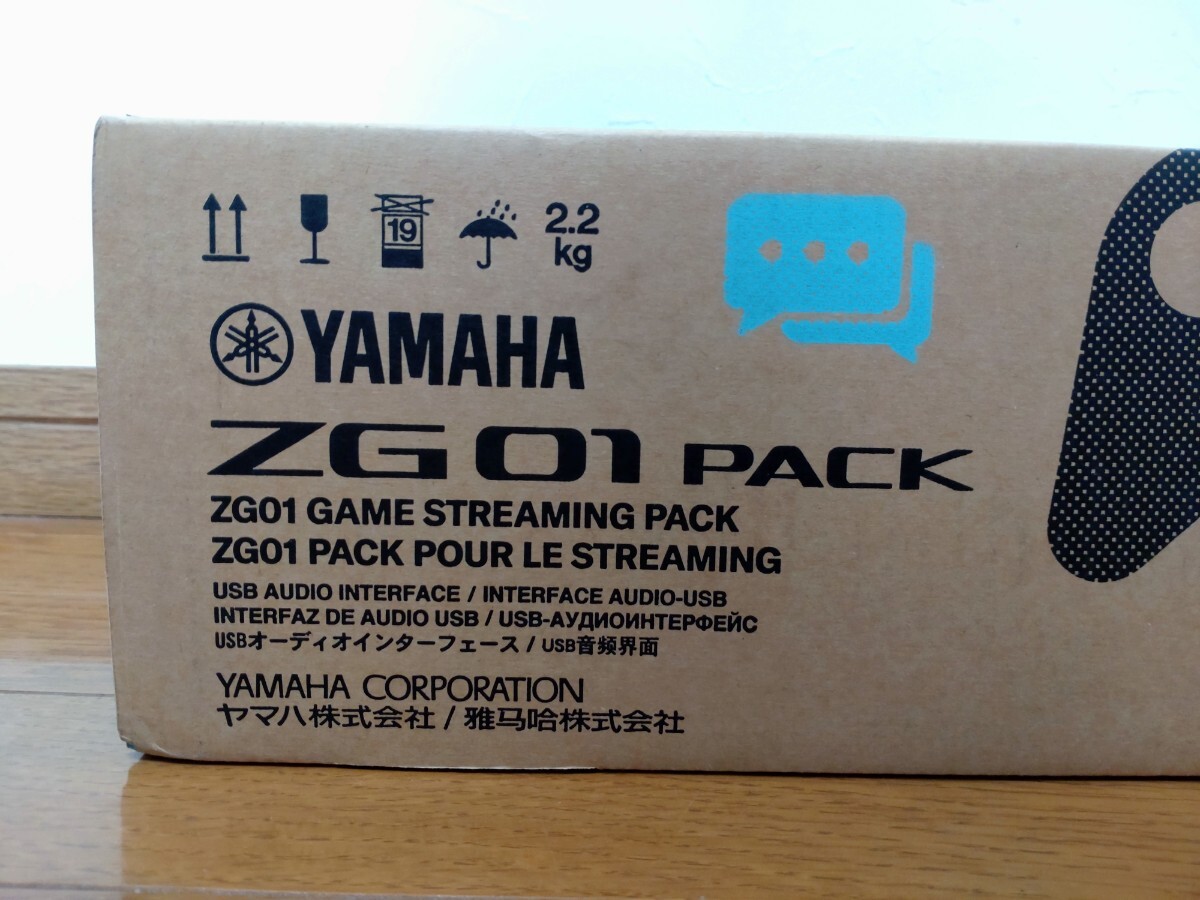 19
2.2
kg
YAMAHA
ZG01 PACK
ZG01 GAME STREAMING PACK
ZG01 PACK POUR LE STREAMING
USB AUDIO INTERFACE / INTERFACE AUDIO-USB
INTERFAZ DE AUDIO USB / USB-АУДИОИНТЕРФЕЙС
USBオーディオインターフェース / USB音频界面
YAMAHA CORPORATION
ヤマハ株式会社 / 雅马哈株式会社